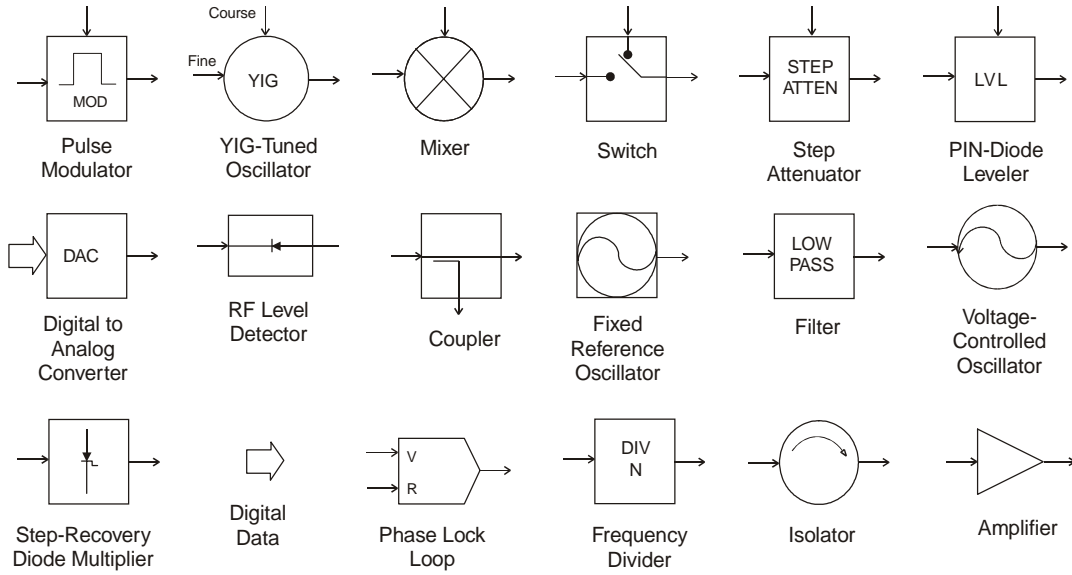 Course
Fine
MOD
YIG
STEP
ATTEN
LVL
Pulse
Modulator
YIG-Tuned
Oscillator
Mixer
Switch
Step
Attenuator
PIN-Diode
Leveler
DAC
LOW
PASS
Digital to
Analog
Converter
RF Level
Detector
Coupler
Fixed
Reference
Oscillator
Filter
Voltage-
Controlled
Oscillator
V
R
DIV
N
Step-Recovery
Diode Multiplier
Digital
Data
Phase Lock
Loop
Frequency
Divider
Isolator
Amplifier